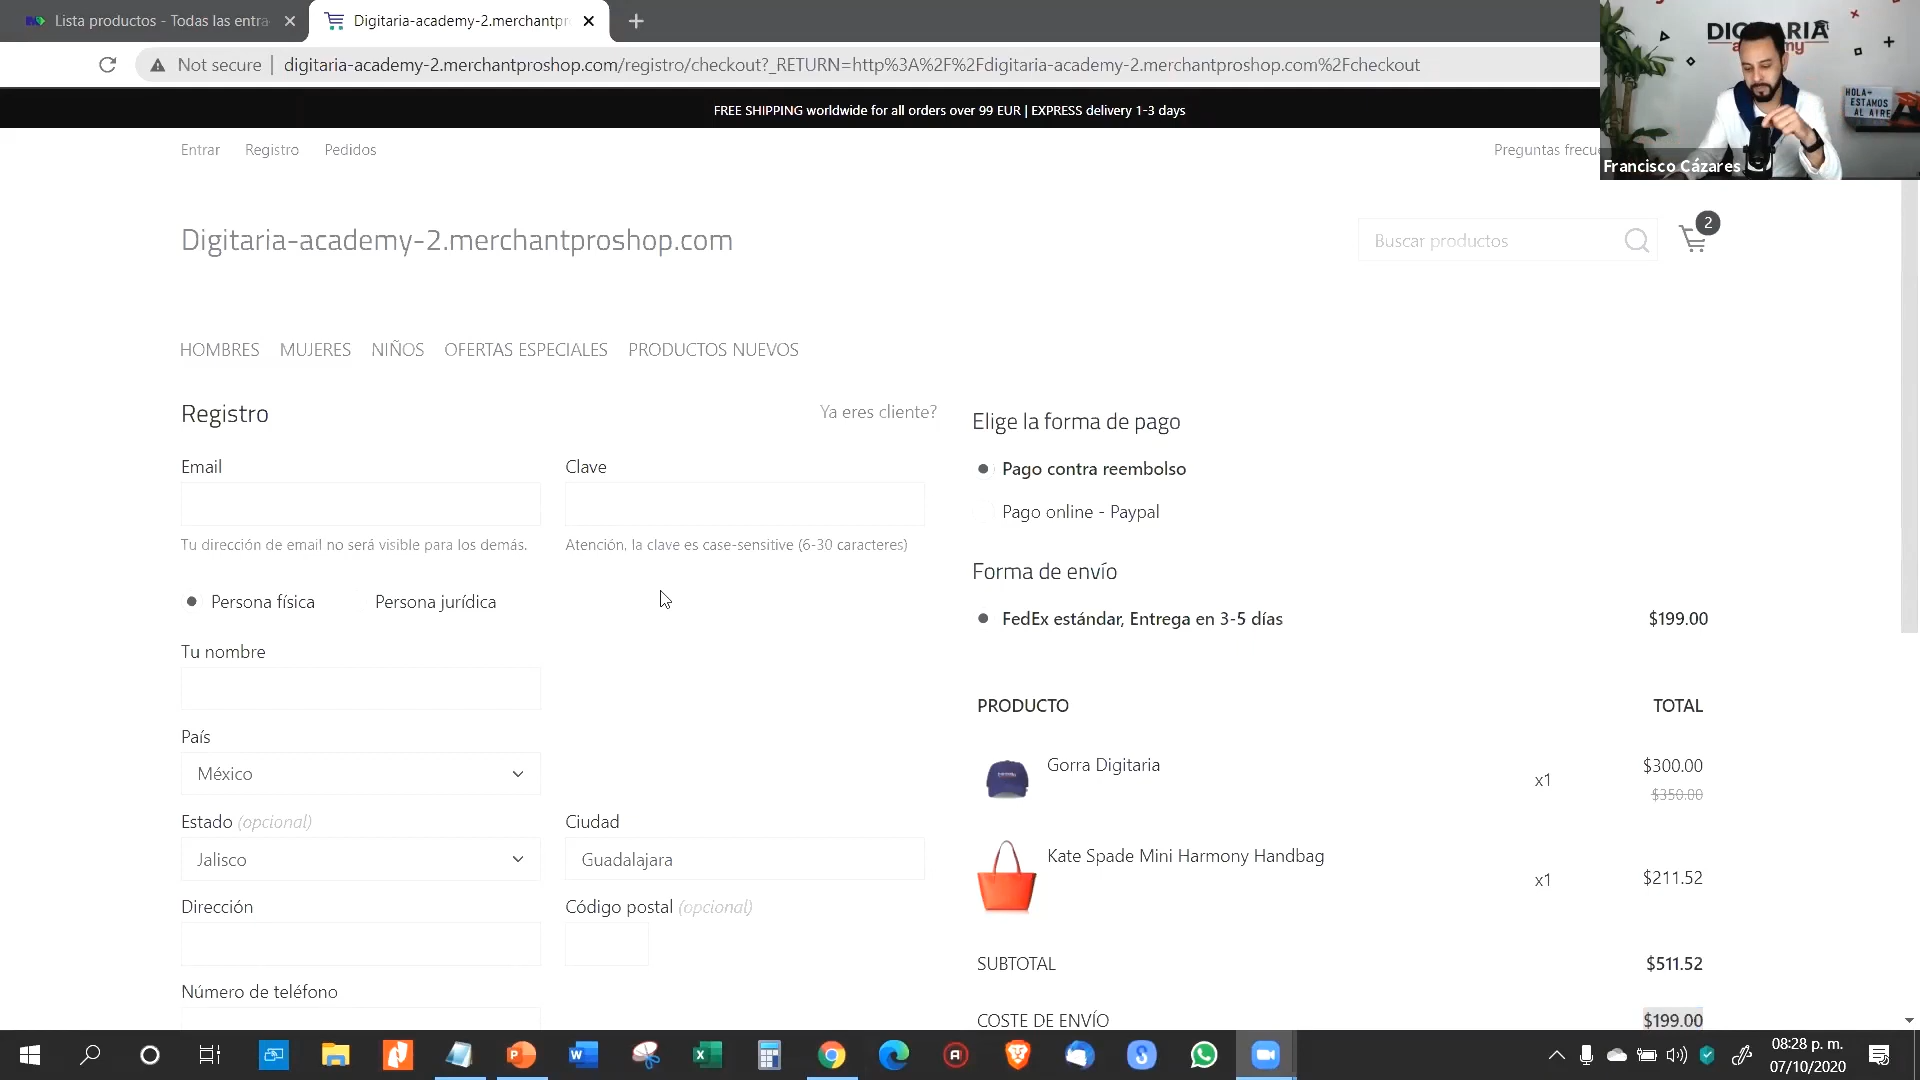 Lista productos - Todas las entra
Digitaria-academy-2.merchantpr
Not secure
digitaria-academy-2.merchantproshop.com/registro/checkout?_RETURN=http%3A%2F%2Fdigitaria-academy-2.merchantproshop.com%2Fcheckout
FREE SHIPPING worldwide for all orders over 99 EUR | EXPRESS delivery 1-3 days
DIGITARIA
academy
HOLA
ESTAMOS
AL AIRE
Francisco Cázares
Entrar Registro Pedidos
Preguntas frecue
Digitaria-academy-2.merchantproshop.com
Buscar productos
2
HOMBRES MUJERES NIÑOS OFERTAS ESPECIALES PRODUCTOS NUEVOS
Registro
Ya eres cliente?
Email
Clave
Tu dirección de email no será visible para los demás.
Atención, la clave es case-sensitive (6-30 caracteres)
Persona física
Persona jurídica
Tu nombre
País
México
Estado (opcional)
Ciudad
Jalisco
Guadalajara
Dirección
Código postal (opcional)
Número de teléfono
Elige la forma de pago
Pago contra reembolso
Pago online - Paypal
Forma de envío
FedEx estándar, Entrega en 3-5 días
$199.00
PRODUCTO
TOTAL
Gorra Digitaria
x1
$300.00
$350.00
Kate Spade Mini Harmony Handbag
x1
$211.52
SUBTOTAL
$511.52
COSTE DE ENVÍO
$199.00
08:28 p. m.
07/10/2020